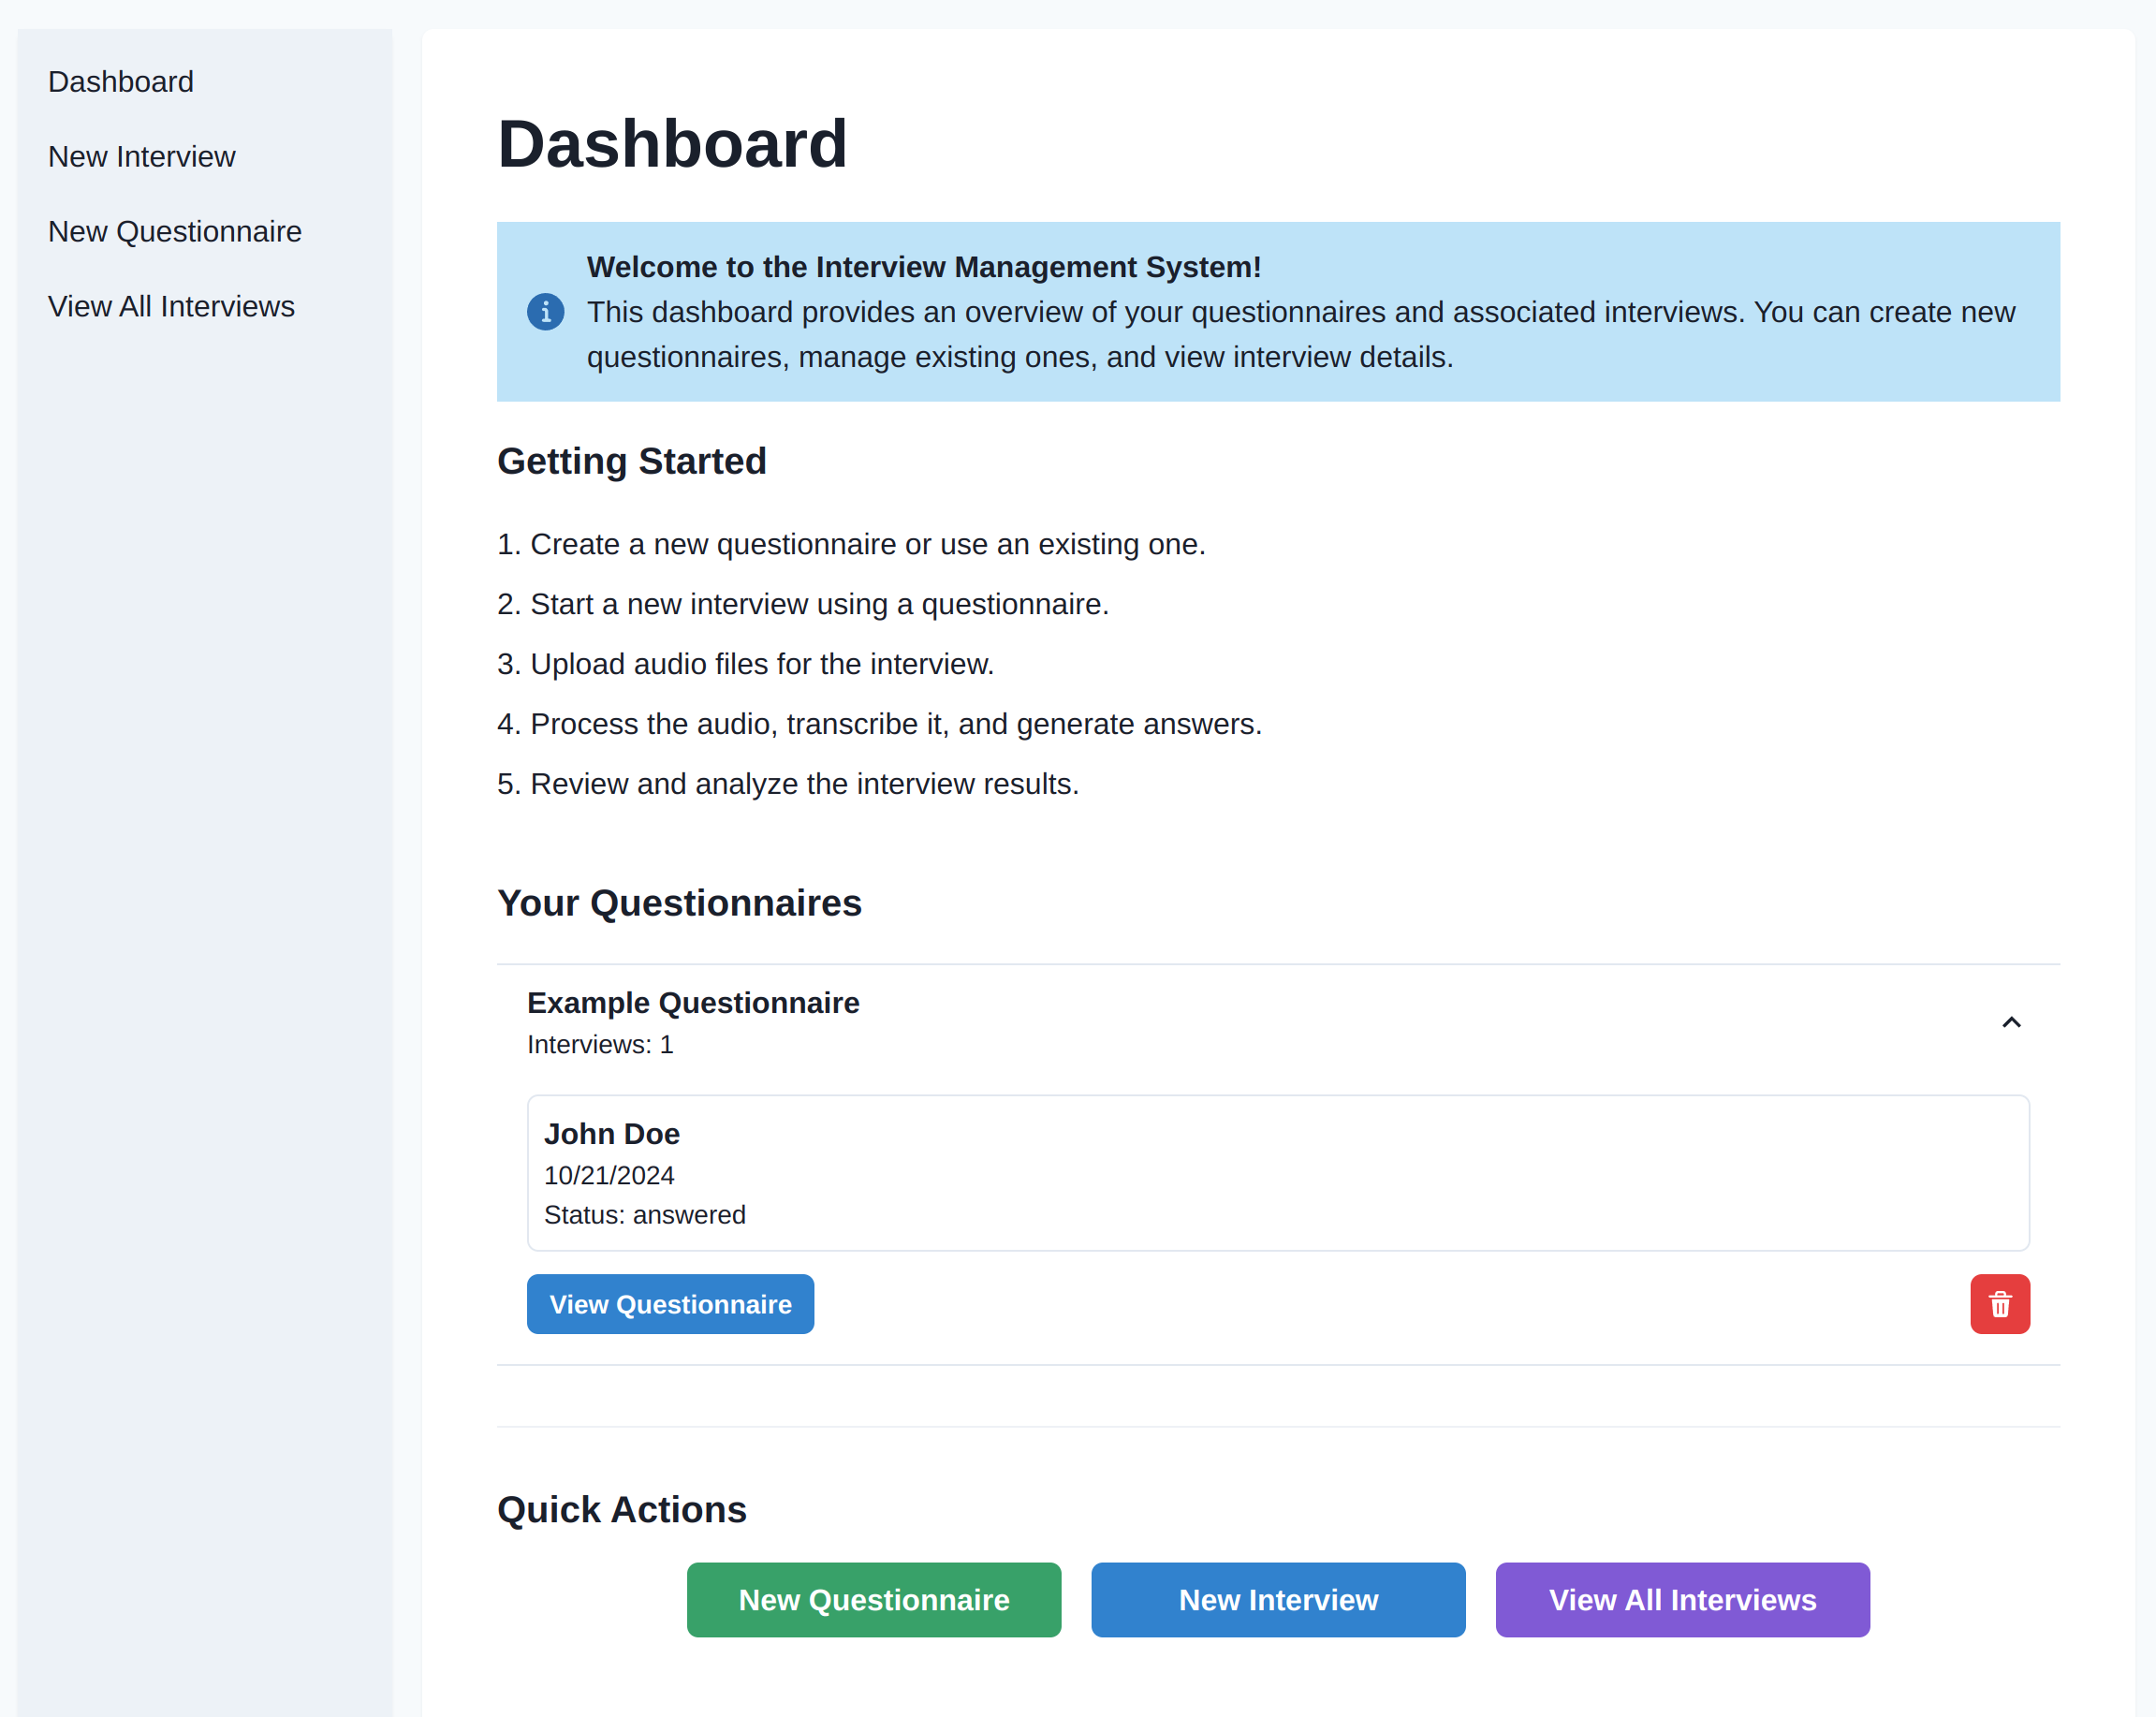 Dashboard
New Interview
New Questionnaire
View All Interviews
Dashboard
Welcome to the Interview Management System!
This dashboard provides an overview of your questionnaires and associated interviews. You can create new
questionnaires, manage existing ones, and view interview details.
Getting Started
1. Create a new questionnaire or use an existing one.
2. Start a new interview using a questionnaire.
3. Upload audio files for the interview.
4. Process the audio, transcribe it, and generate answers.
5. Review and analyze the interview results.
Your Questionnaires
Example Questionnaire
Interviews: 1
John Doe
10/21/2024
Status: answered
View Questionnaire
Quick Actions
New Questionnaire
New Interview
View All Interviews